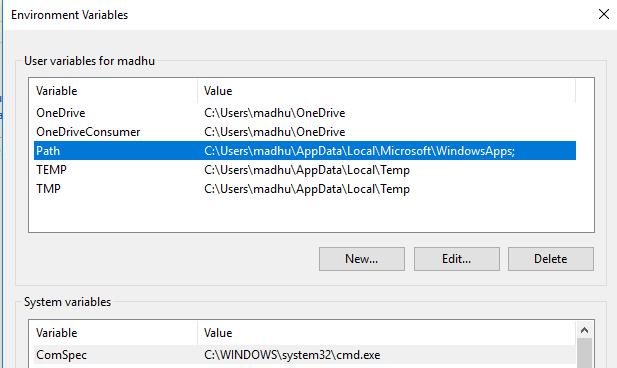 Environment Variables
User variables for madhu
Variable Value
OneDrive C:\Users\madhu\OneDrive
OneDriveConsumer C:\Users\madhu\OneDrive
Path C:\Users\madhu\AppData\Local\Microsoft\WindowsApps;
TEMP C:\Users\madhu\AppData\Local\Temp
TMP C:\Users\madhu\AppData\Local\Temp
New... Edit... Delete
System variables
Variable Value
ComSpec C:\WINDOWS\system32\cmd.exe